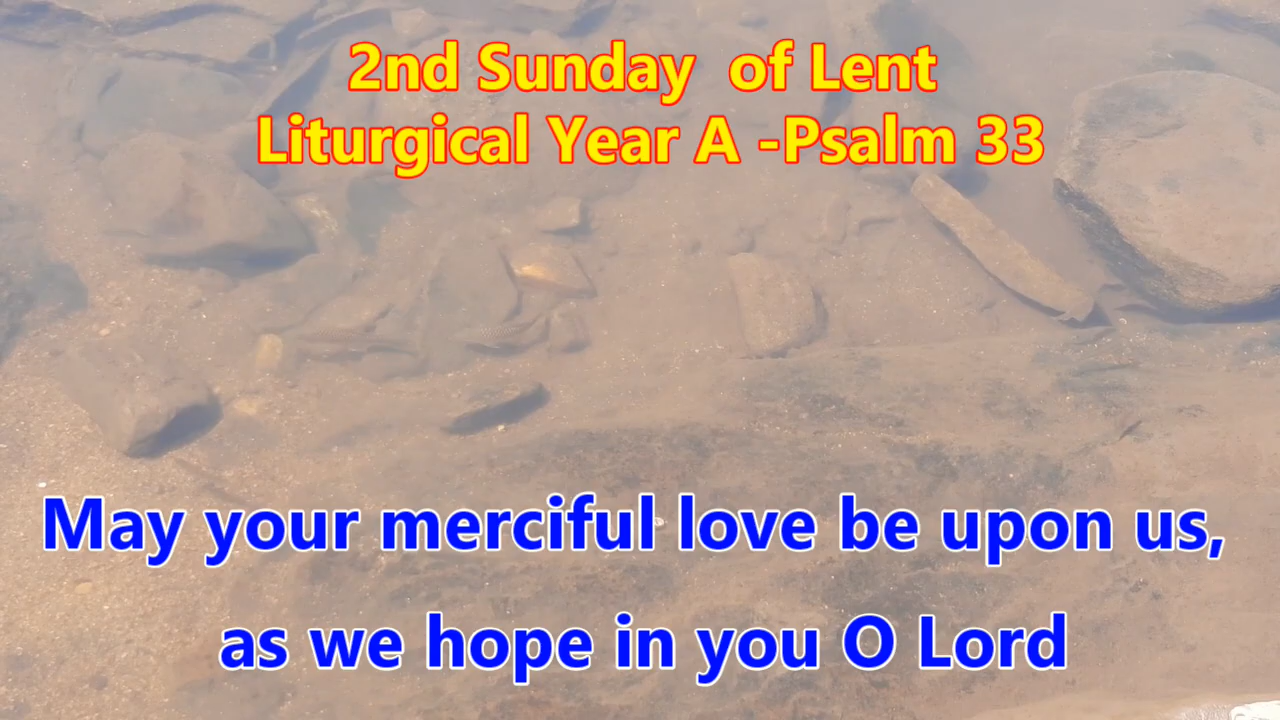 2nd Sunday  of Lent
Liturgical Year A -Psalm 33
May your merciful love be upon us,
as we hope in you O Lord